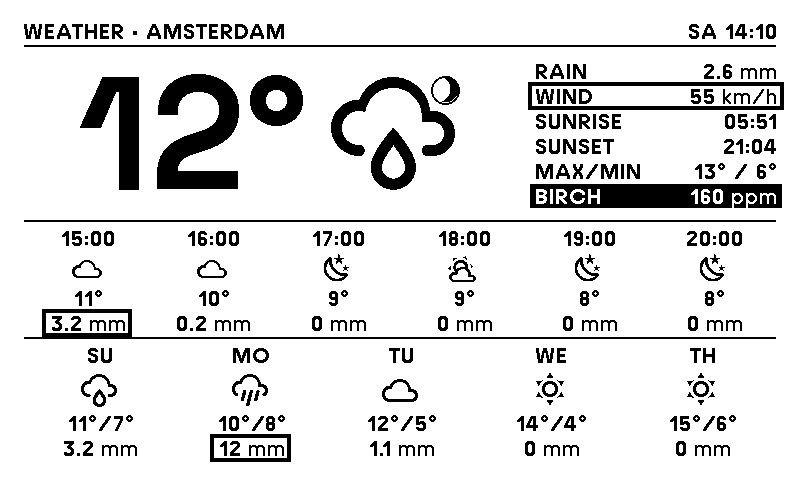 WEATHER · AMSTERDAM SA 14:10
12°
RAIN 2.6 mm
WIND 55 km/h
SUNRISE 05:51
SUNSET 21:04
MAX/MIN 13° / 6°
BIRCH 160 ppm
15:00 16:00 17:00 18:00 19:00 20:00
11° 10° 9° 9° 8° 8°
3.2 mm 0.2 mm 0 mm 0 mm 0 mm 0 mm
SU MO TU WE TH
11°/7° 10°/8° 12°/5° 14°/4° 15°/6°
3.2 mm 12 mm 1.1 mm 0 mm 0 mm